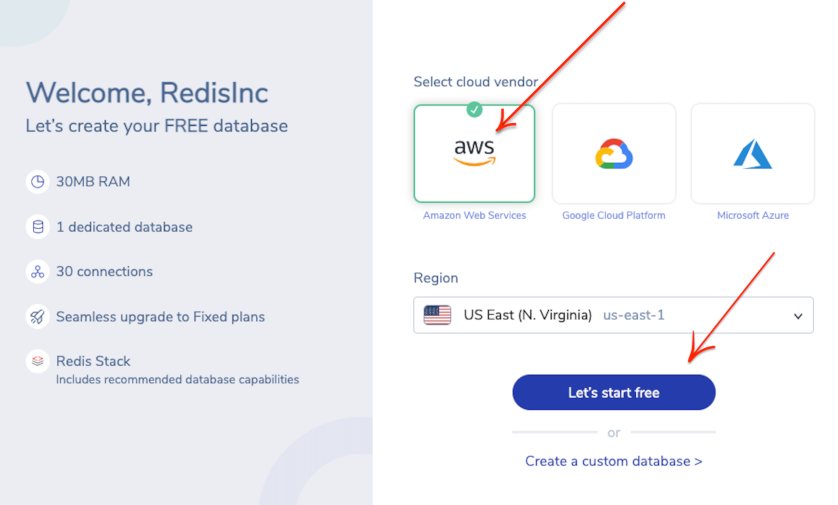 Welcome, RedisInc
Let's create your FREE database
30MB RAM
1 dedicated database
30 connections
Seamless upgrade to Fixed plans
Redis Stack
Includes recommended database capabilities
Select cloud vendor
aws
Amazon Web Services
Google Cloud Platform
Microsoft Azure
Region
US East (N. Virginia) us-east-1
Let's start free
or
Create a custom database >